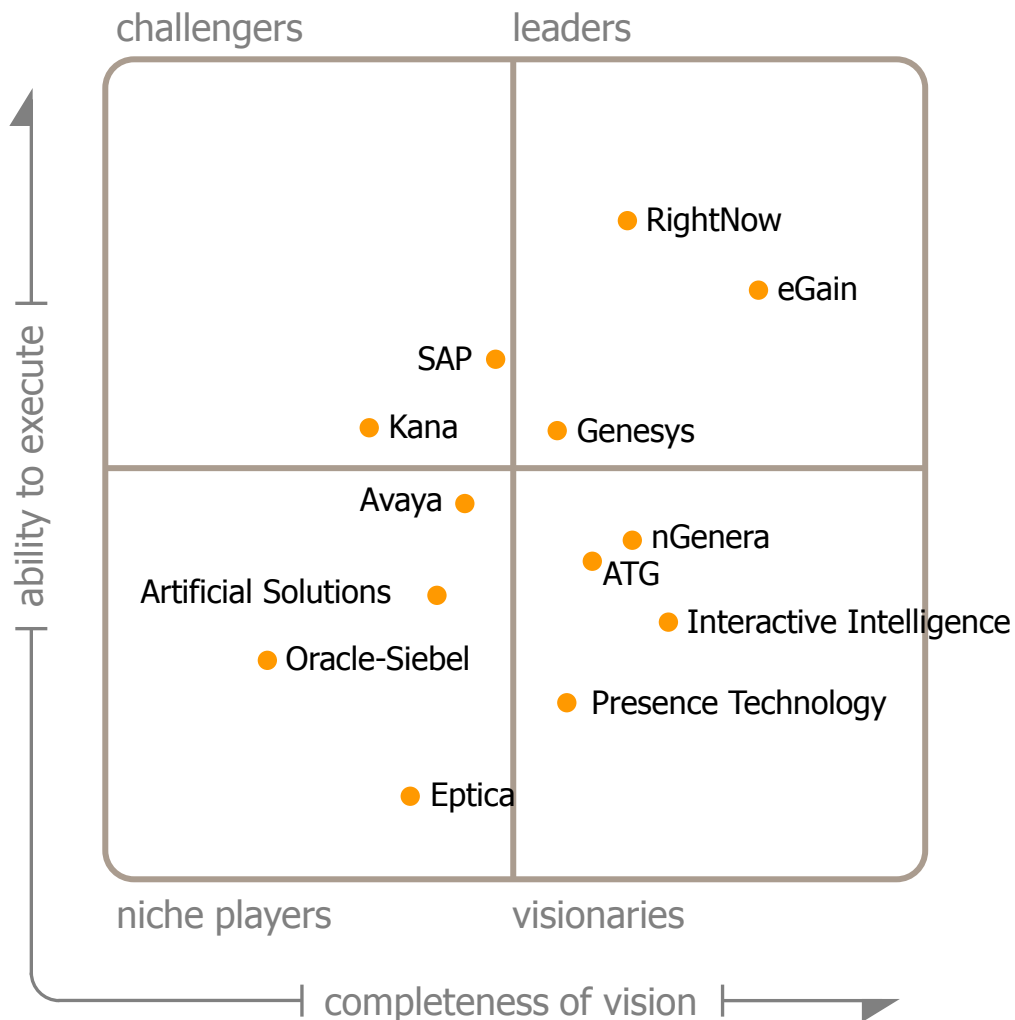 challengers
leaders
RightNow
eGain
SAP
Kana
Genesys
ability to execute
Avaya
nGenera
ATG
Artificial Solutions
Interactive Intelligence
Oracle-Siebel
Presence Technology
Eptica
niche players
visionaries
completeness of vision